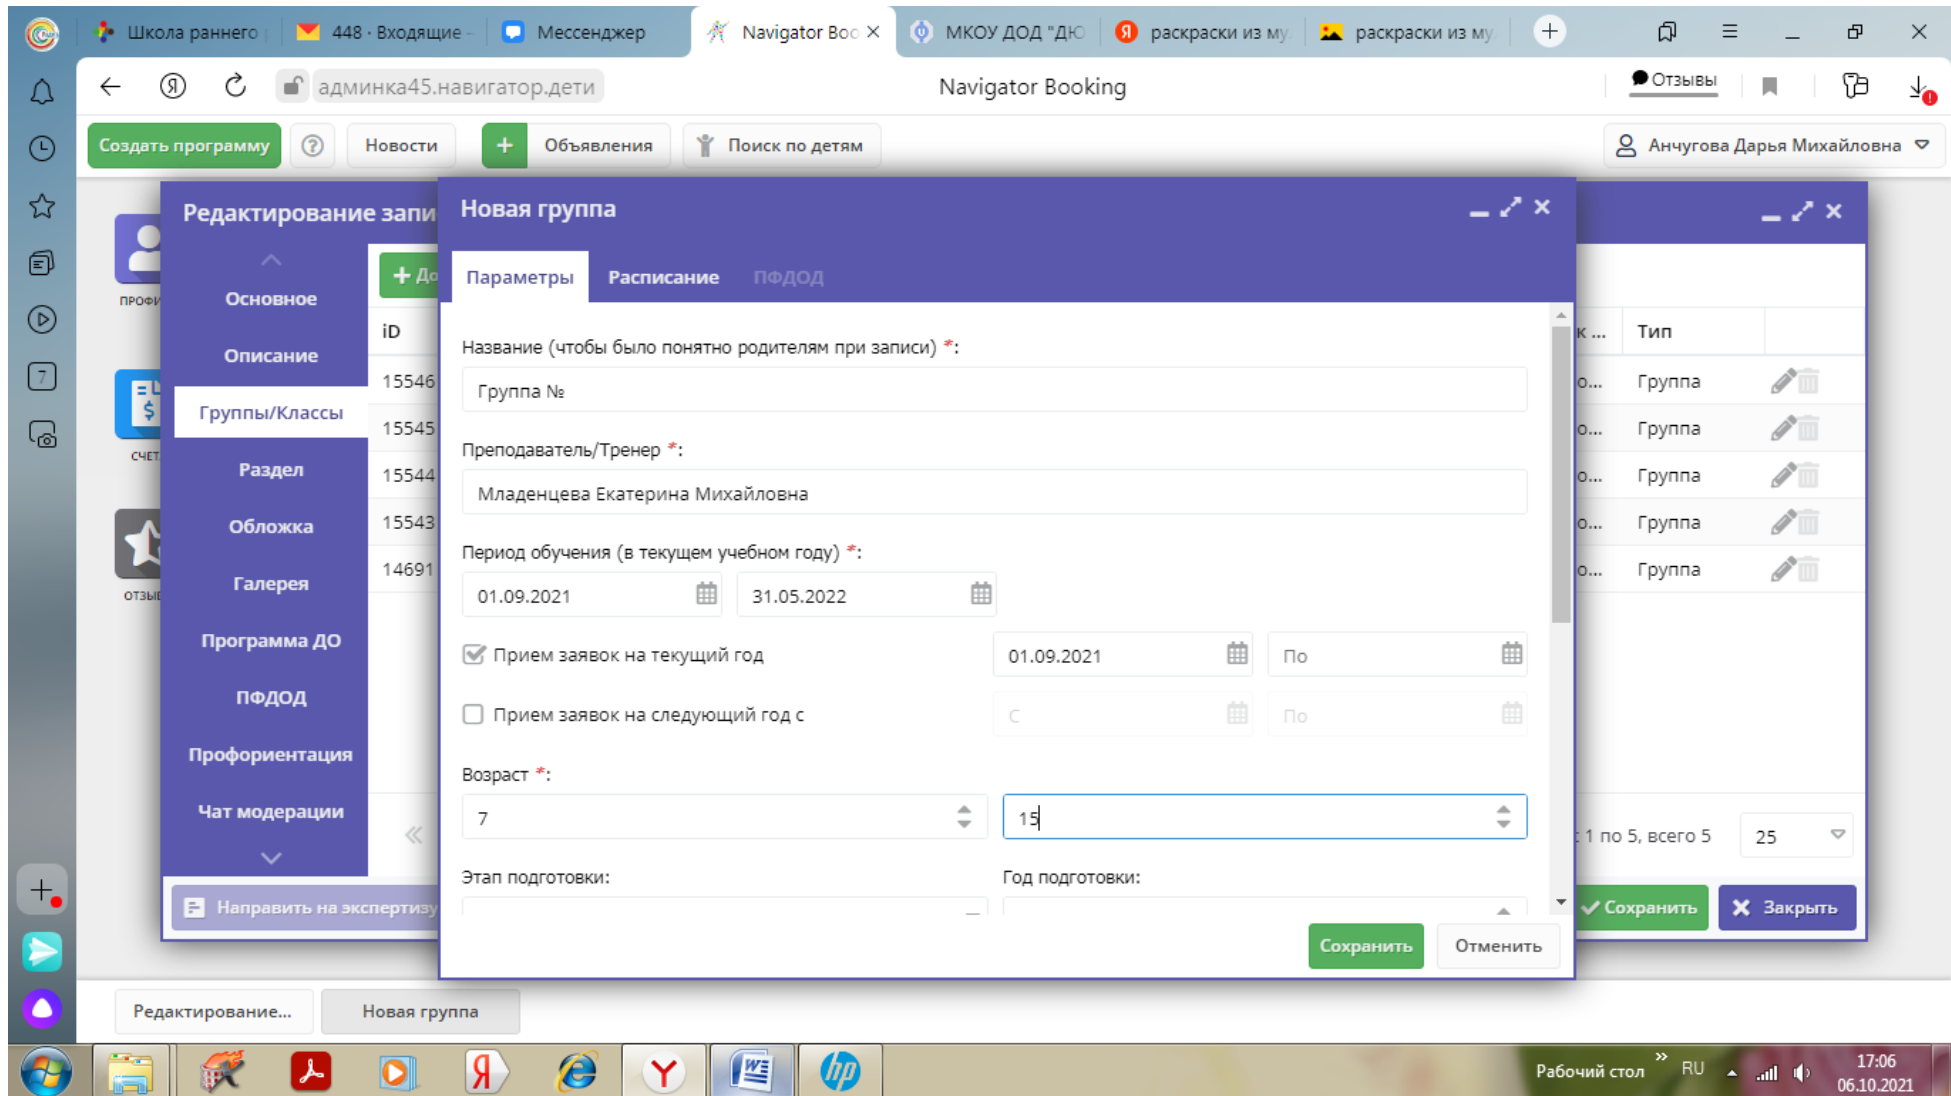 Школа раннего
448 · Входящие -
Мессенджер
Navigator Boo
МКОУ ДОД "ДЮ
Я раскраски из му
раскраски из му
админка45.навигатор.дети
Navigator Booking
Отзывы
Создать программу
?
Новости
+
Объявления
Поиск по детям
Анчугова Дарья Михайловна
7
ПРОФИ
СЧЕТ
ОТЗЫВ
Редактирование запи
Основное
Описание
Группы/Классы
Раздел
Обложка
Галерея
Программа ДО
ПФДОД
Профориентация
Чат модерации
Направить на экспертизу
+ До
iD
15546
15545
15544
15543
14691
Новая группа
Параметры
Расписание
ПФДОД
Название (чтобы было понятно родителям при записи) *:
Группа №
Преподаватель/Тренер *:
Младенцева Екатерина Михайловна
Период обучения (в текущем учебном году) *:
01.09.2021
31.05.2022
Прием заявок на текущий год
01.09.2021
По
Прием заявок на следующий год с
С
По
Возраст *:
7
15
Этап подготовки:
Год подготовки:
Сохранить
Отменить
к ...
Тип
о... Группа
о... Группа
о... Группа
о... Группа
о... Группа
с 1 по 5, всего 5
25
Сохранить
Закрыть
Редактирование...
Новая группа
Рабочий стол
»
RU
17:06
06.10.2021